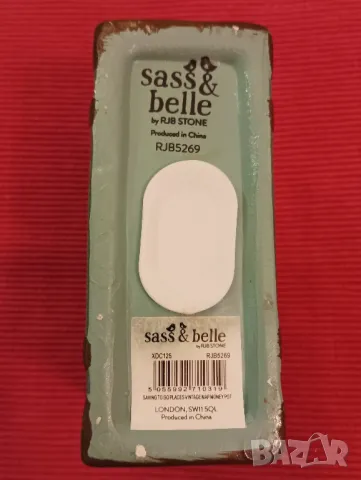 sass & belle
by RJB STONE
Produced in China
RJB5269
sass & belle
by RJB STONE
XDC125 RJB5269
5 055992 710319
SAVING TO GO PLACES VINTAGE MAP MONEY POT
LONDON, SW11 5QL
Produced in China
bazar